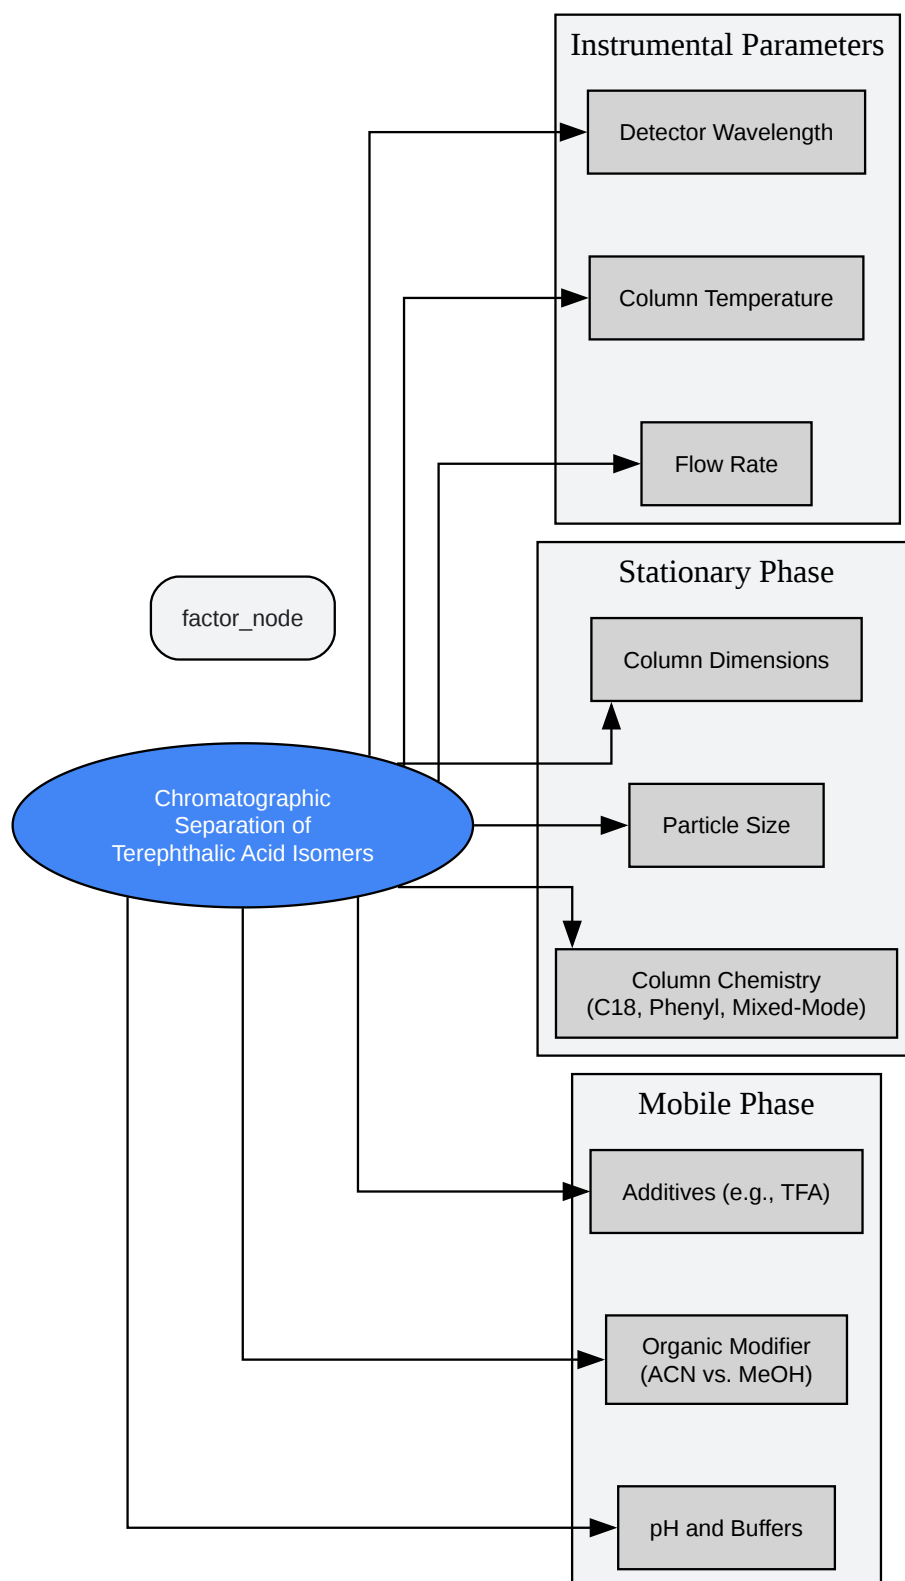 Instrumental Parameters
Detector Wavelength
Column Temperature
Flow Rate
Stationary Phase
factor_node
Column Dimensions
Chromatographic
Separation of
Terephthalic Acid Isomers
Particle Size
Column Chemistry
(C18, Phenyl, Mixed-Mode)
Mobile Phase
Additives (e.g., TFA)
Organic Modifier
(ACN vs. MeOH)
pH and Buffers